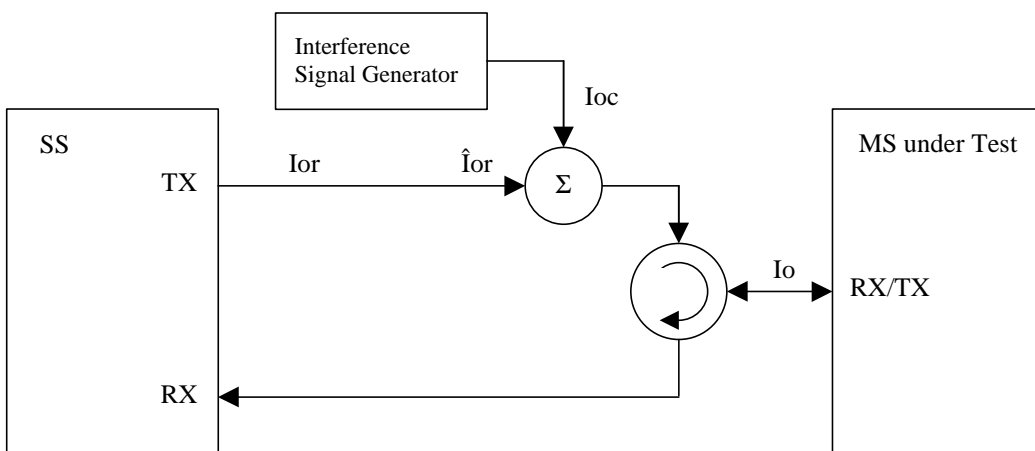 Interference
Signal Generator
Ioc
SS
MS under Test
TX
Ior
Îor
Σ
Io
RX/TX
RX